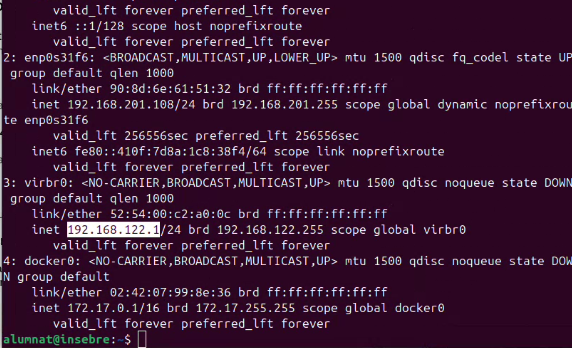 valid_lft forever preferred_lft forever
inet6 ::1/128 scope host noprefixroute
valid_lft forever preferred_lft forever
2: enp0s31f6: <BROADCAST,MULTICAST,UP,LOWER_UP> mtu 1500 qdisc fq_codel state UP
group default qlen 1000
link/ether 90:8d:6e:61:51:32 brd ff:ff:ff:ff:ff:ff
inet 192.168.201.108/24 brd 192.168.201.255 scope global dynamic noprefixrou
te enp0s31f6
valid_lft 256556sec preferred_lft 256556sec
inet6 fe80::410f:7d8a:1c8:38f4/64 scope link noprefixroute
valid_lft forever preferred_lft forever
3: virbr0: <NO-CARRIER,BROADCAST,MULTICAST,UP> mtu 1500 qdisc noqueue state DOWN
group default qlen 1000
link/ether 52:54:00:c2:a0:0c brd ff:ff:ff:ff:ff:ff
inet 192.168.122.1/24 brd 192.168.122.255 scope global virbr0
valid_lft forever preferred_lft forever
4: docker0: <NO-CARRIER,BROADCAST,MULTICAST,UP> mtu 1500 qdisc noqueue state DOW
N group default
link/ether 02:42:07:99:8e:36 brd ff:ff:ff:ff:ff:ff
inet 172.17.0.1/16 brd 172.17.255.255 scope global docker0
valid_lft forever preferred_lft forever
alumnat@insebre:~$